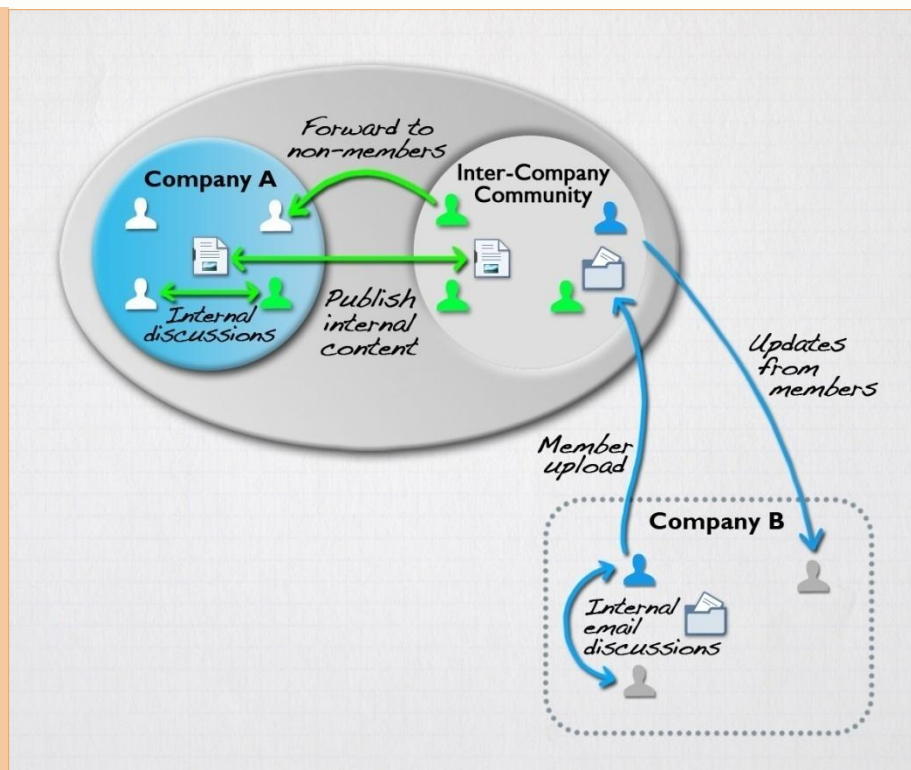 Forward to
non-members
Company A
Inter-Company
Community
Internal
discussions
Publish
internal
content
Updates
from
members
Member
upload
Company B
Internal
email
discussions